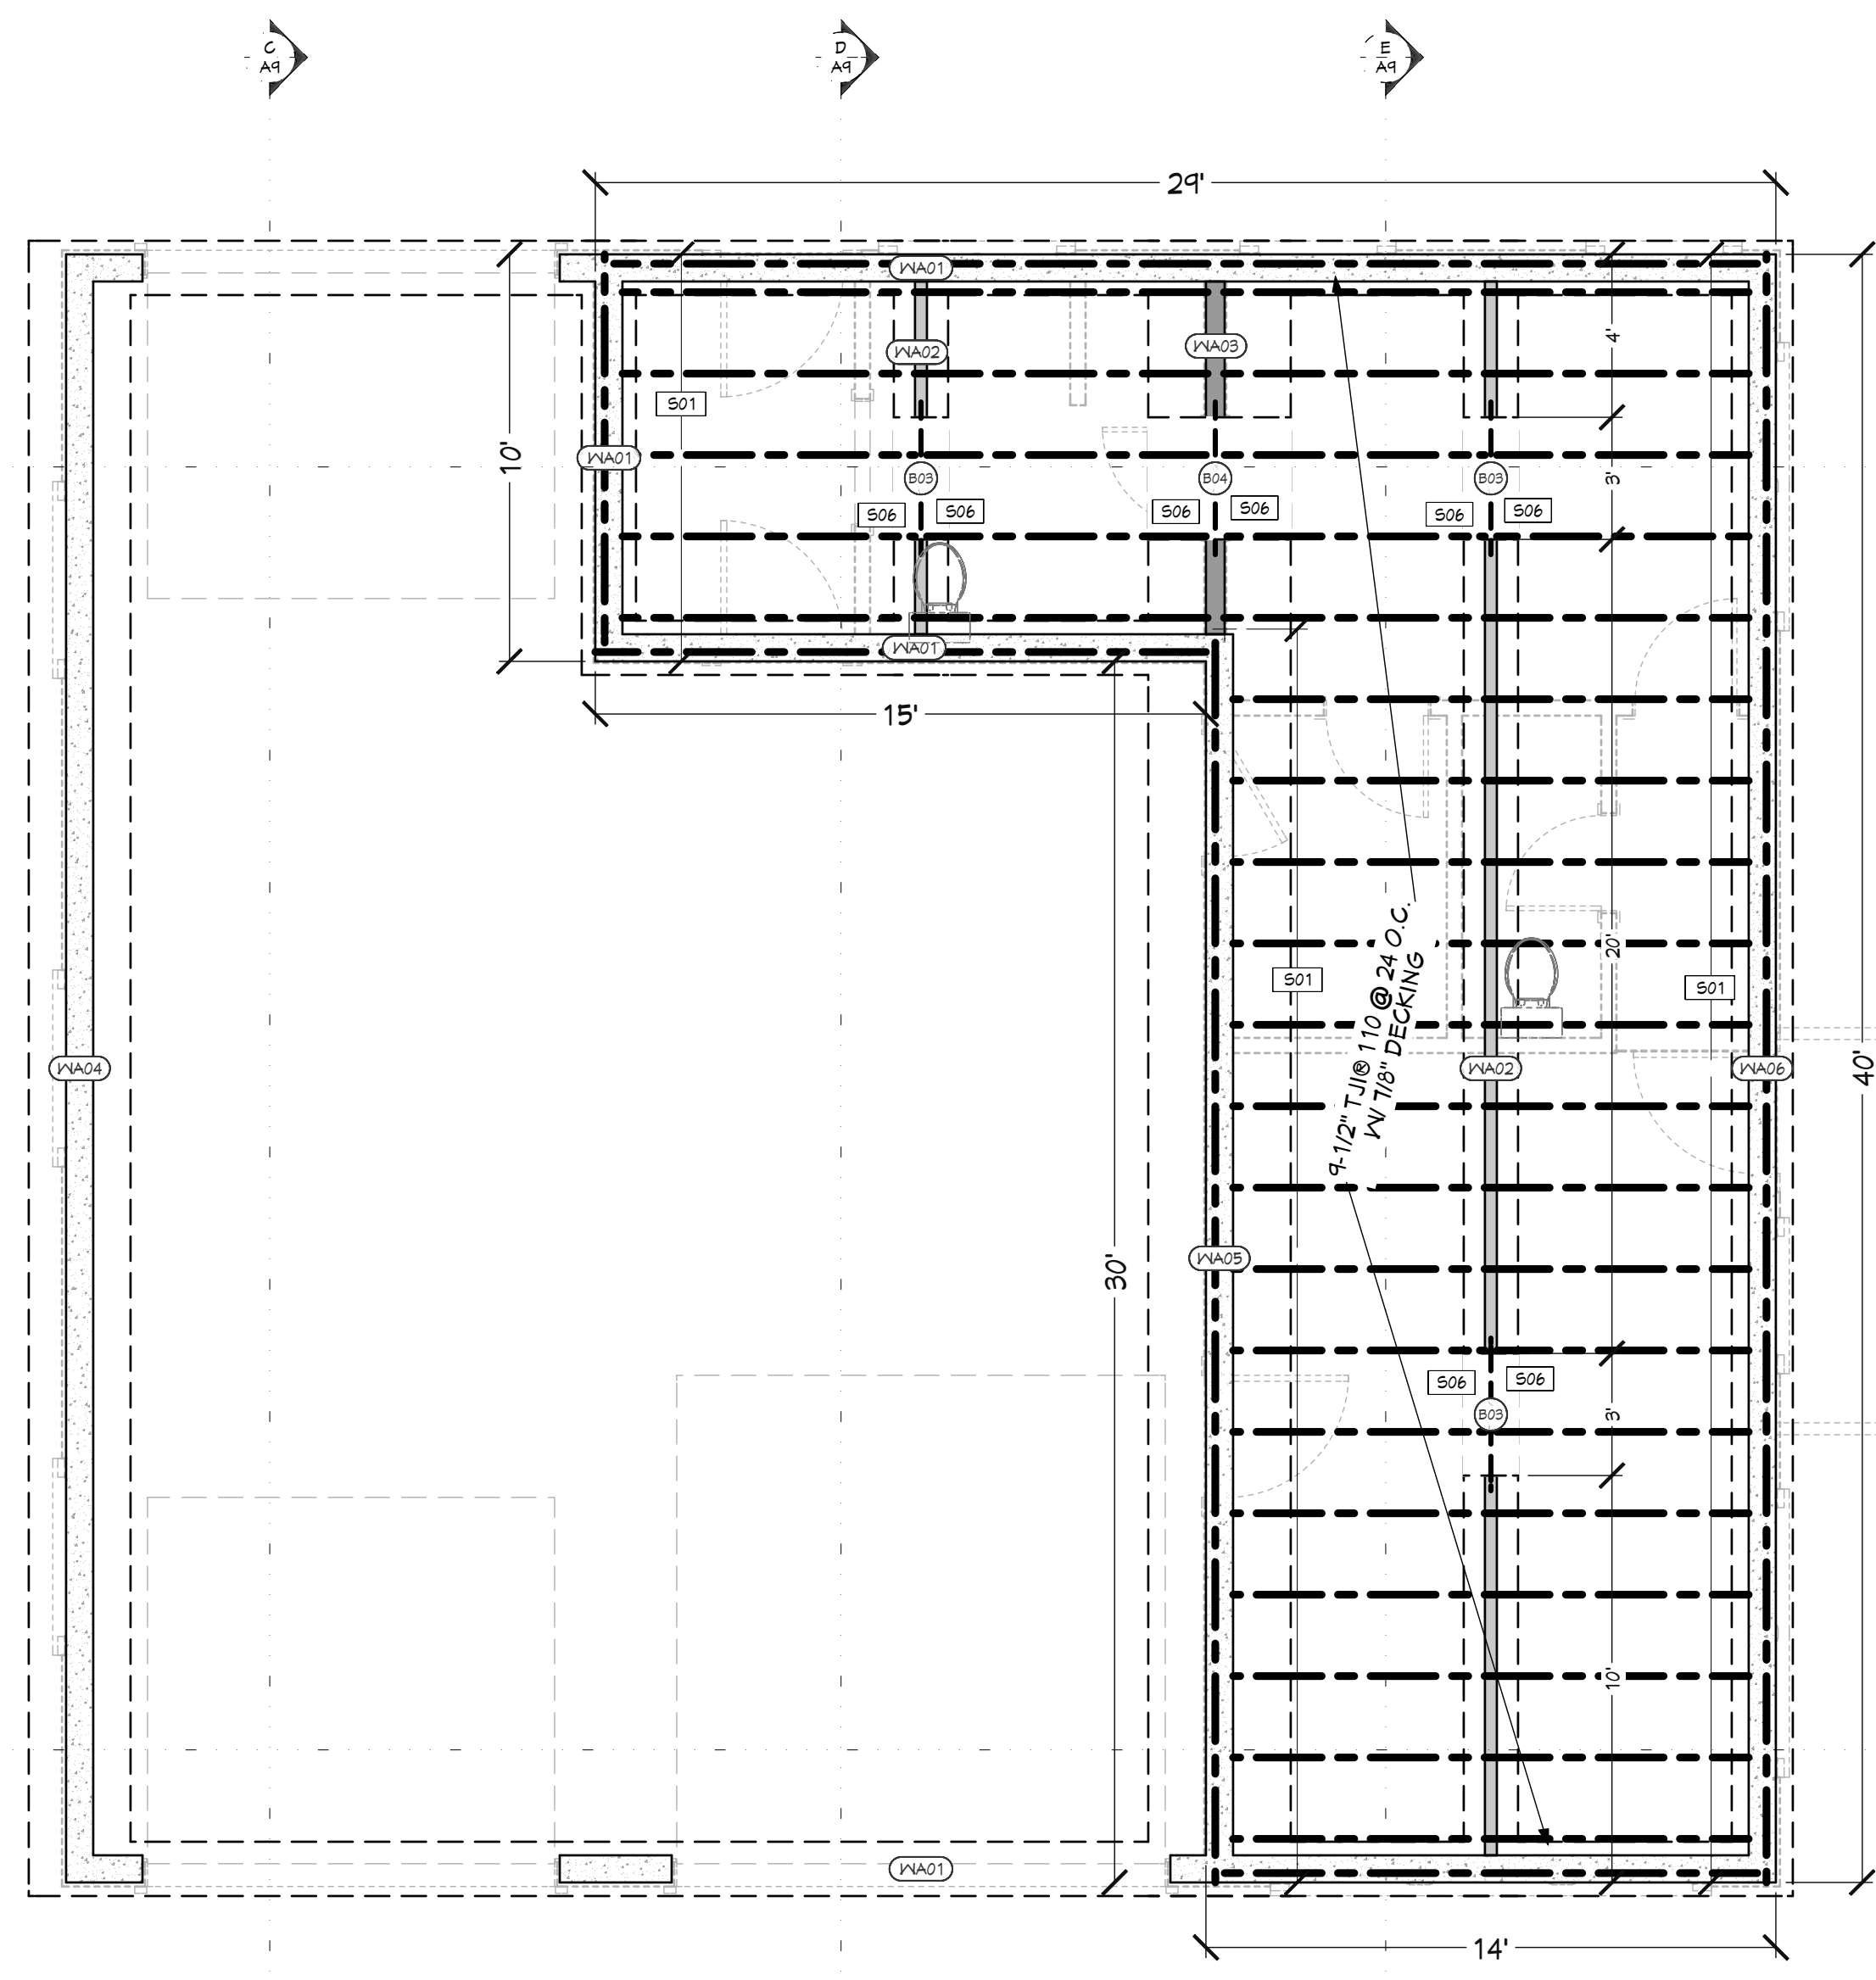 C
A9
D
A9
E
A9
29'
WA01
4'
WA02
WA03
S01
10'
WA01
B03
B04
B03
3'
S06
S06
S06
S06
S06
S06
WA01
15'
20'
S01
S01
9-1/2" TJI® 110 @ 24 O.C.
W/ 7/8" DECKING
WA04
WA02
WA06
40'
30'
WA05
S06
S06
B03
3'
10'
WA01
14'